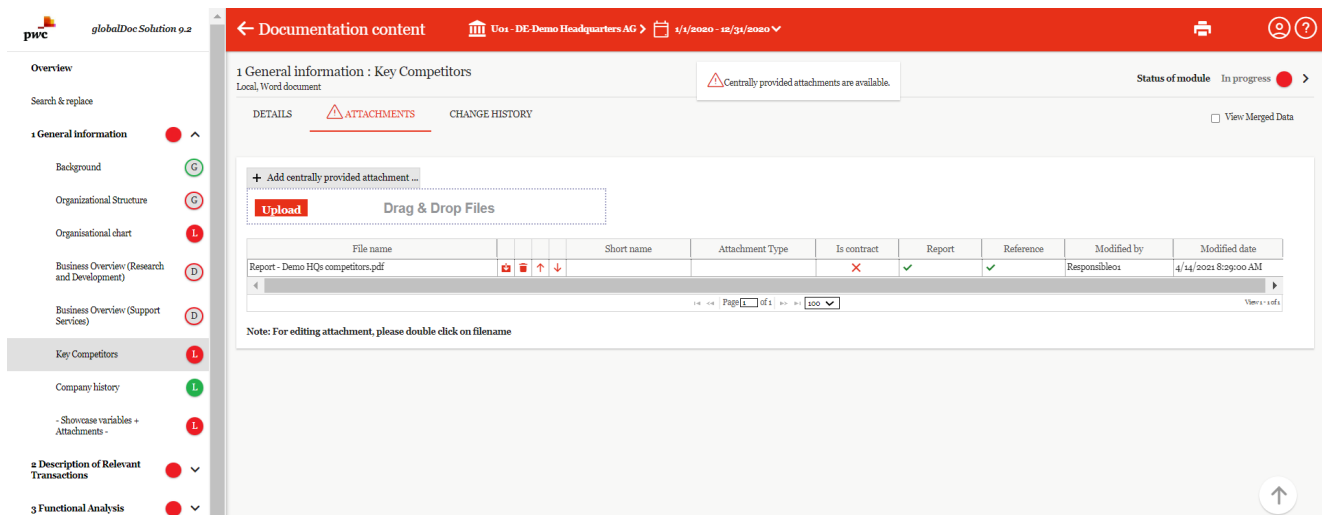 pwc
globalDoc Solution 9.2
Overview
Search & replace
1 General information
Background
G
Organizational Structure
G
Organisational chart
L
Business Overview (Research
and Development)
D
Business Overview (Support
Services)
D
Key Competitors
L
Company history
L
- Showcase variables +
Attachments -
L
2 Description of Relevant
Transactions
3 Functional Analysis
Documentation content
U01 - DE-Demo Headquarters AG
1/1/2020 - 12/31/2020
1 General information : Key Competitors
Local, Word document
Centrally provided attachments are available.
Status of module In progress
DETAILS ATTACHMENTS CHANGE HISTORY
View Merged Data
+ Add centrally provided attachment ...
Upload Drag & Drop Files
File name Short name Attachment Type Is contract Report Reference Modified by Modified date
Report - Demo HQs competitors.pdf Responsible01 4/14/2021 8:29:00 AM
Page 1 of 1 100 View 1 - 1 of 1
Note: For editing attachment, please double click on filename